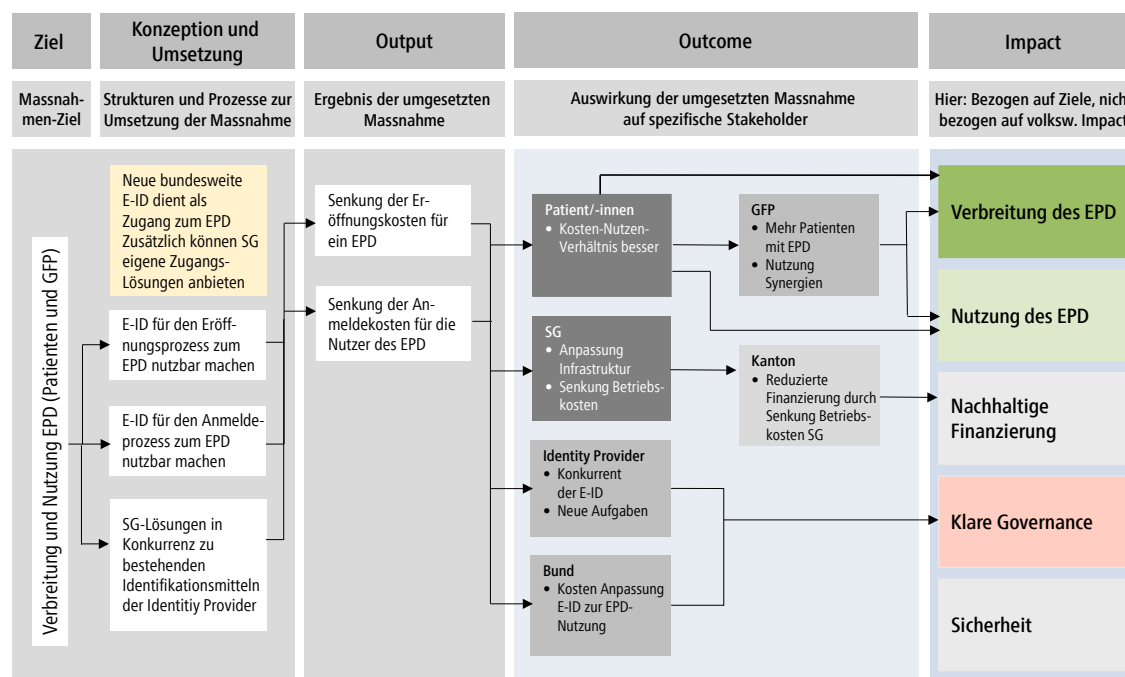 Ziel
Konzeption und
Umsetzung
Output
Outcome
Impact
Massnah-
men-Ziel
Strukturen und Prozesse zur
Umsetzung der Massnahme
Ergebnis der umgesetzten
Massnahme
Auswirkung der umgesetzten Massnahme
auf spezifische Stakeholder
Hier: Bezogen auf Ziele, nich
bezogen auf volksw. Impact
Verbreitung und Nutzung EPD (Patienten und GFP)
Neue bundesweite
E-ID dient als
Zugang zum EPD
Zusätzlich können SG
eigene Zugangs-
Lösungen anbieten
E-ID für den Eröff-
nungsprozess zum
EPD nutzbar machen
E-ID für den Anmelde-
prozess zum EPD
nutzbar machen
SG-Lösungen in
Konkurrenz zu
bestehenden
Identifikationsmitteln
der Identitiy Provider
Senkung der Er-
öffnungskosten für
ein EPD
Senkung der An-
meldekosten für die
Nutzer des EPD
Patient/-innen
• Kosten-Nutzen-
Verhältnis besser
SG
• Anpassung
Infrastruktur
• Senkung Betriebs-
kosten
Identity Provider
• Konkurrent
der E-ID
• Neue Aufgaben
Bund
• Kosten Anpassung
E-ID zur EPD-
Nutzung
GFP
• Mehr Patienten
mit EPD
• Nutzung
Synergien
Kanton
• Reduzierte
Finanzierung durch
Senkung Betriebs-
kosten SG
Verbreitung des EPD
Nutzung des EPD
Nachhaltige
Finanzierung
Klare Governance
Sicherheit